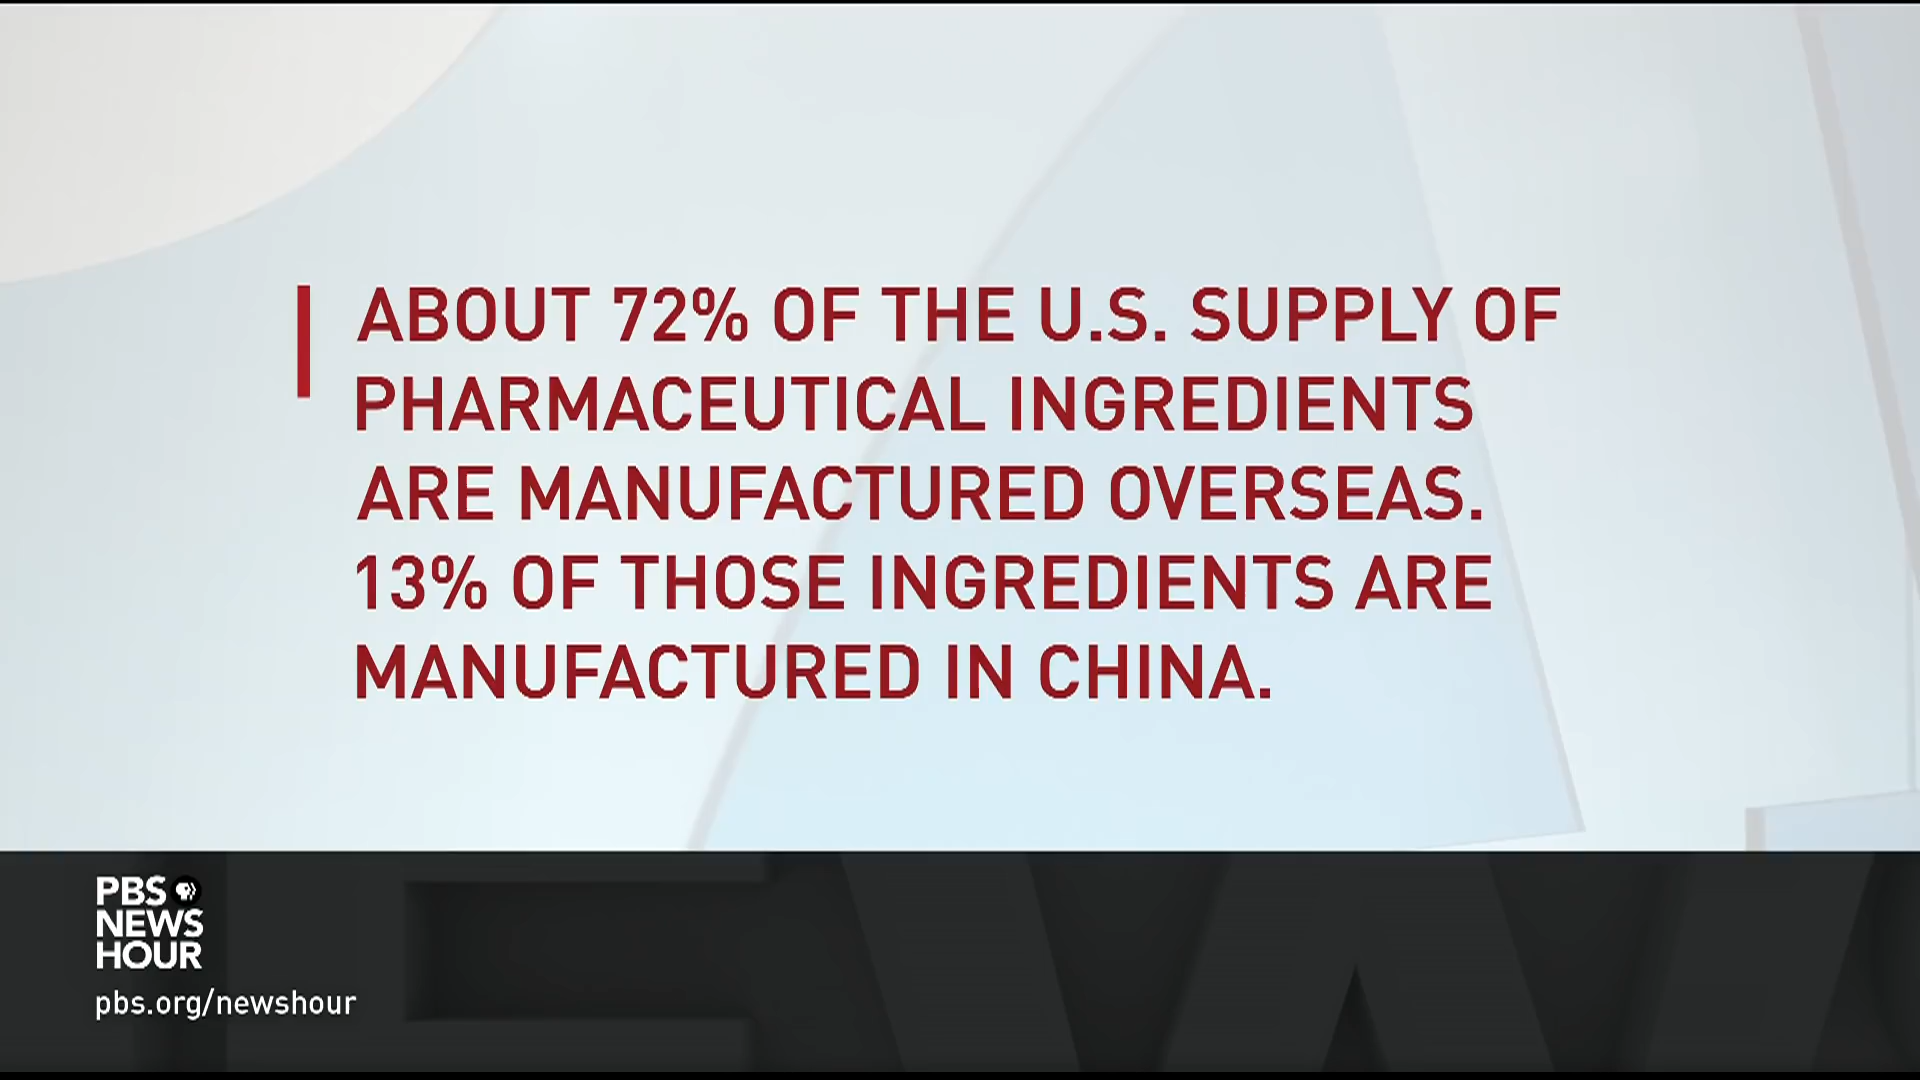 ABOUT 72% OF THE U.S. SUPPLY OF
PHARMACEUTICAL INGREDIENTS
ARE MANUFACTURED OVERSEAS.
13% OF THOSE INGREDIENTS ARE
MANUFACTURED IN CHINA.
PBS
NEWS
HOUR
pbs.org/newshour